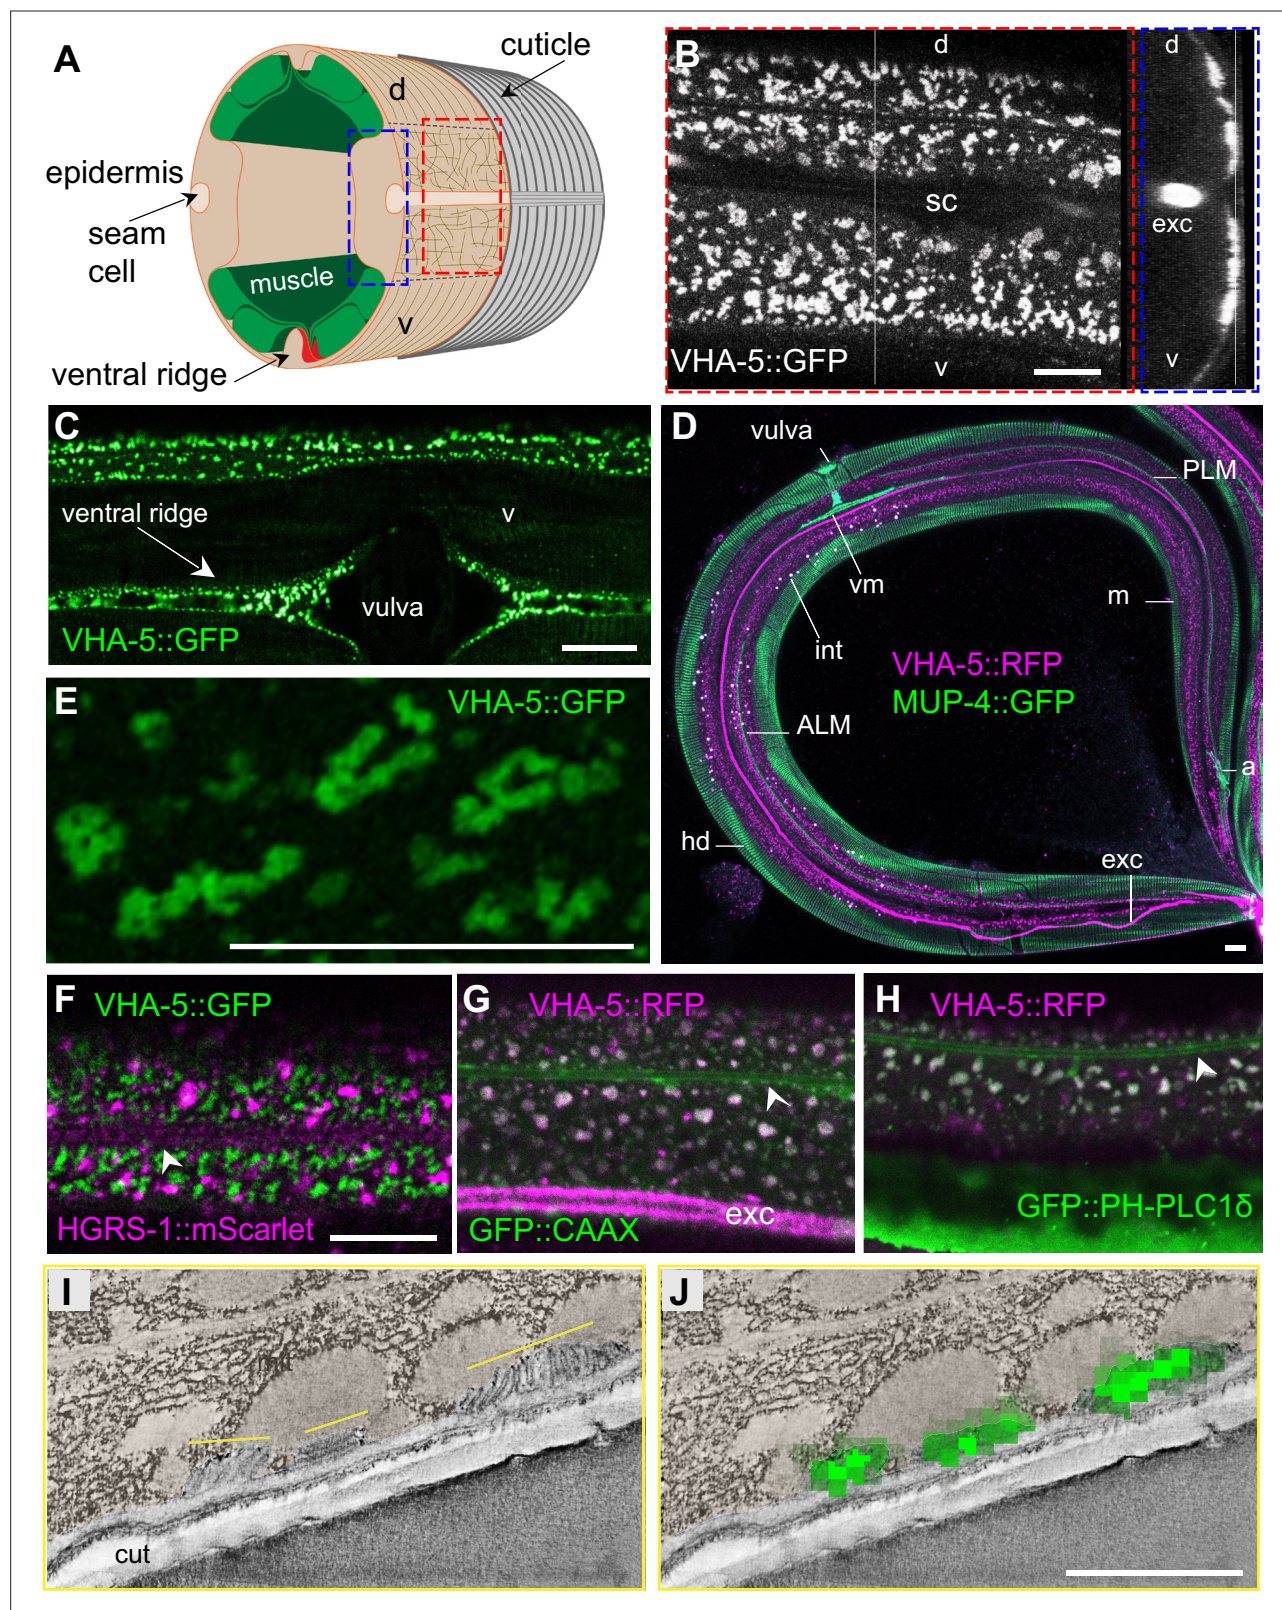 A
cuticle
d
epidermis
seam
cell
muscle
v
ventral ridge
B
d
sc
v
VHA-5::GFP
d
exc
v
C
ventral ridge
v
vulva
VHA-5::GFP
D
vulva
PLM
vm
m
int
VHA-5::RFP
MUP-4::GFP
ALM
a
hd
exc
E
VHA-5::GFP
F
VHA-5::GFP
HGRS-1::mScarlet
G
VHA-5::RFP
exc
GFP::CAAX
H
VHA-5::RFP
GFP::PH-PLC1δ
I
mit
cut
J